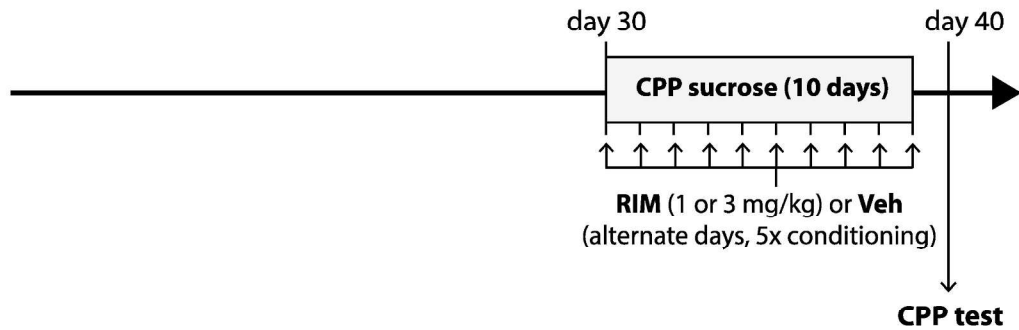 day 30
day 40
CPP sucrose (10 days)
RIM (1 or 3 mg/kg) or Veh
(alternate days, 5x conditioning)
CPP test